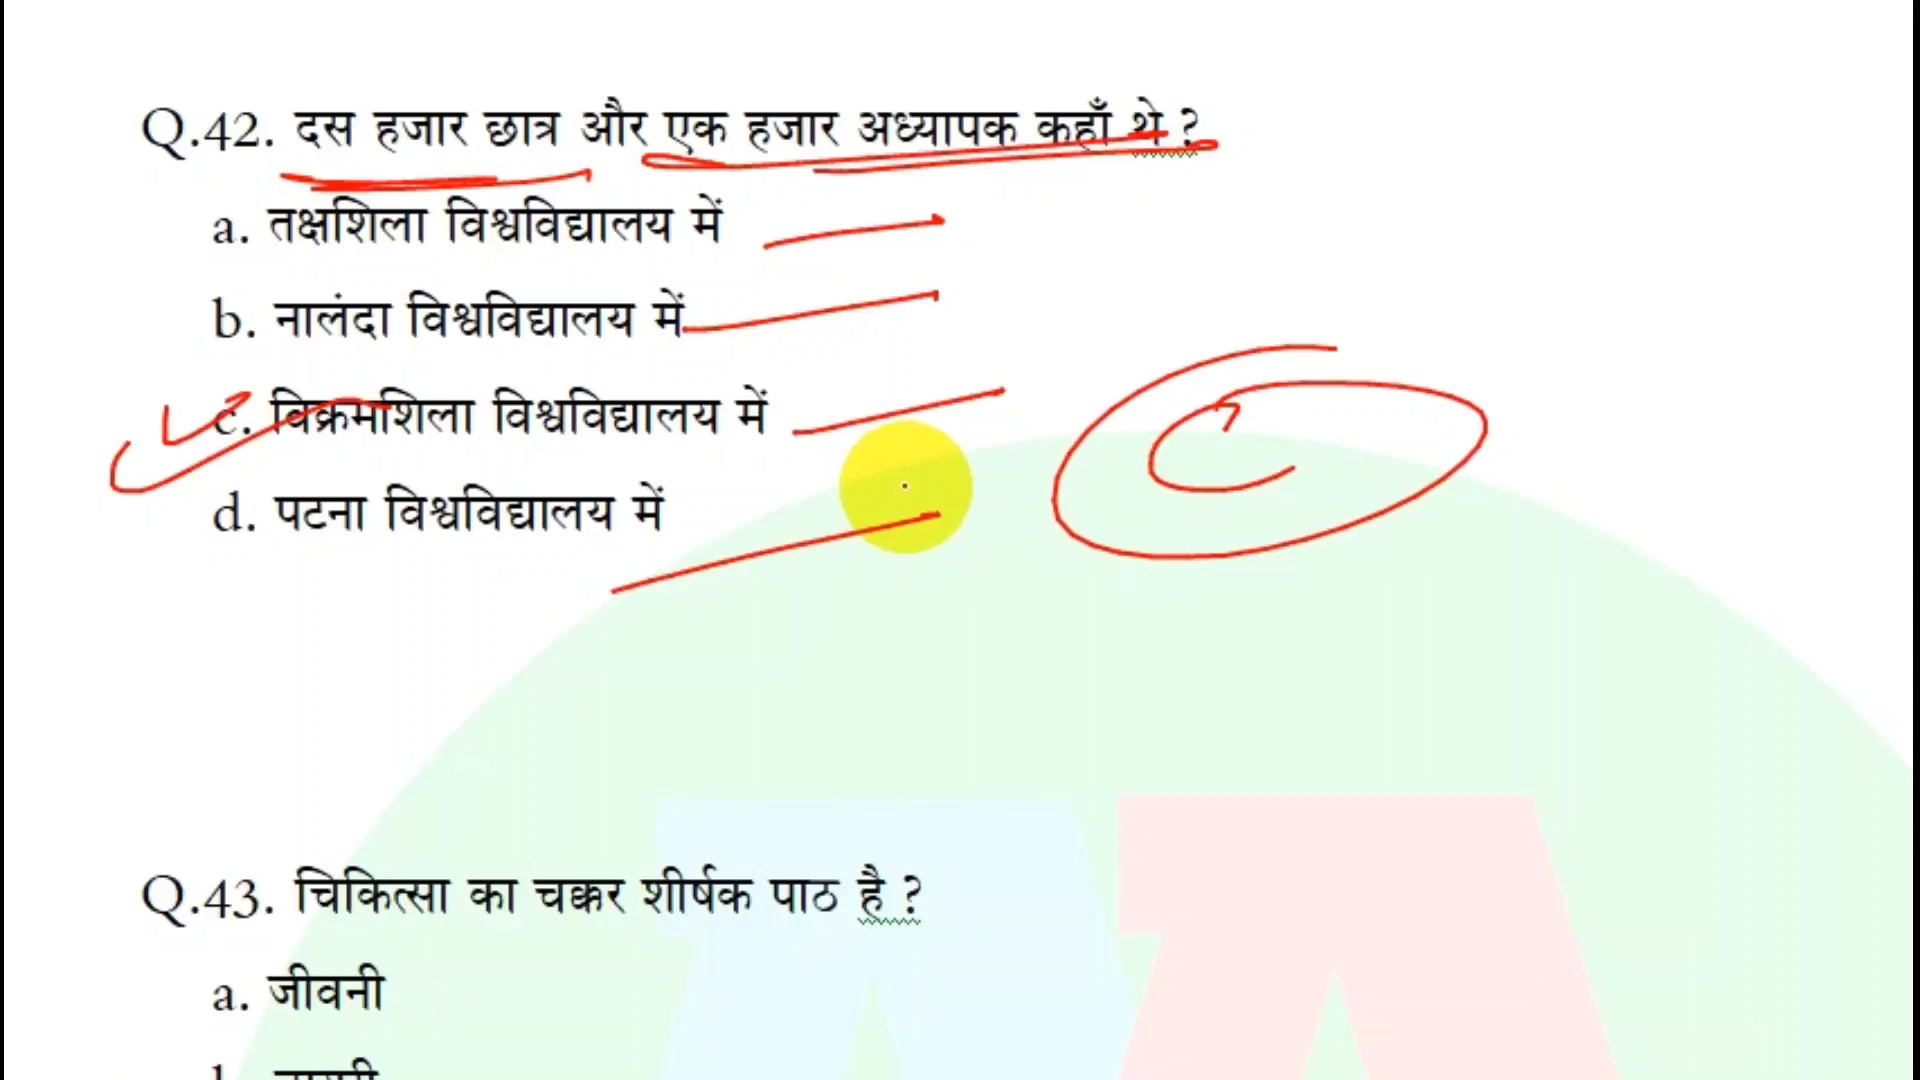 Q.42. दस हजार छात्र और एक हजार अध्यापक कहाँ थे ?
a. तक्षशिला विश्वविद्यालय में
b. नालंदा विश्वविद्यालय में
c. विक्रमशिला विश्वविद्यालय में
d. पटना विश्वविद्यालय में
Q.43. चिकित्सा का चक्कर शीर्षक पाठ है ?
a. जीवनी